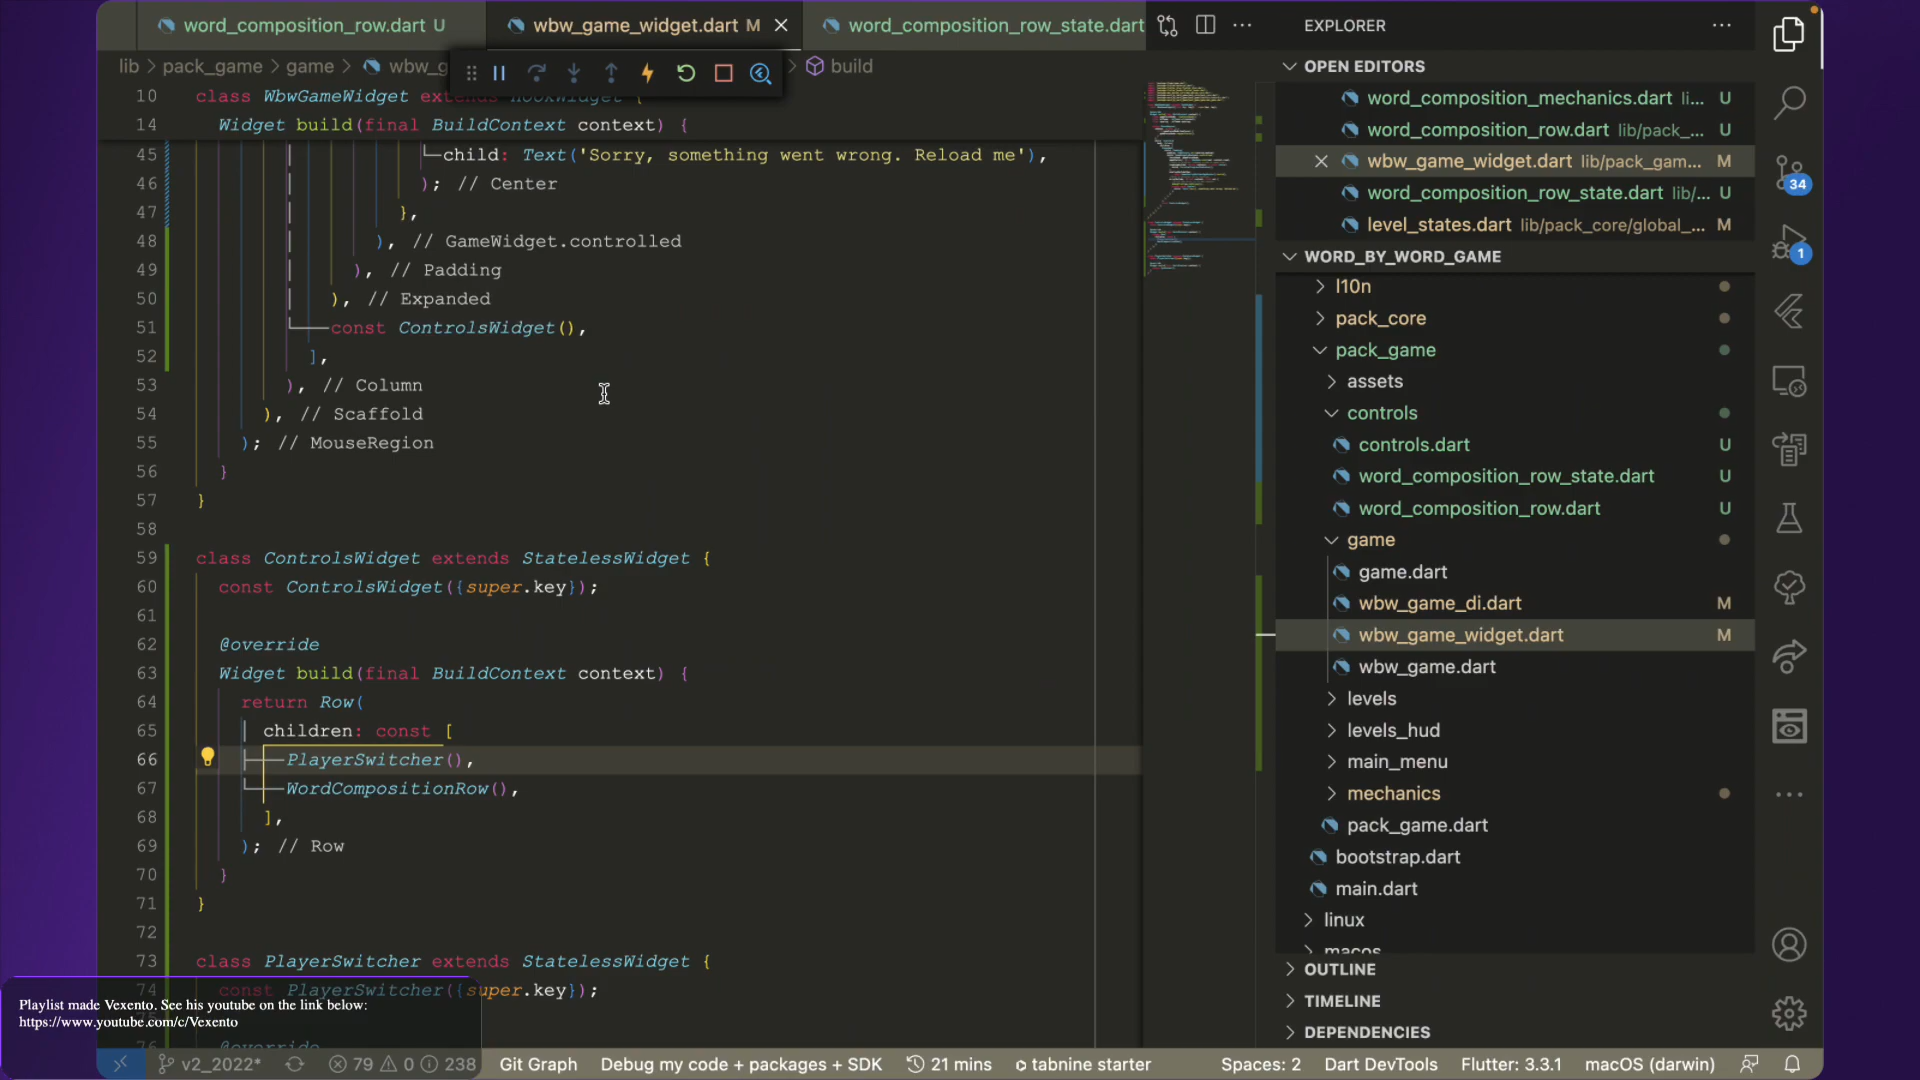 word_composition_row.dart U
wbw_game_widget.dart M
word_composition_row_state.dart
EXPLORER
lib > pack_game > game > wbw_g > build
OPEN EDITORS
word_composition_mechanics.dart li... U
word_composition_row.dart lib/pack_... U
wbw_game_widget.dart lib/pack_gam... M
word_composition_row_state.dart lib/... U
level_states.dart lib/pack_core/global_... M
WORD_BY_WORD_GAME
l10n
pack_core
pack_game
assets
controls
controls.dart U
word_composition_row_state.dart U
word_composition_row.dart U
game
game.dart
wbw_game_di.dart M
wbw_game_widget.dart M
wbw_game.dart
levels
levels_hud
main_menu
mechanics
pack_game.dart
bootstrap.dart
main.dart
linux
macos
OUTLINE
TIMELINE
DEPENDENCIES
34
1
10 class WbwGameWidget extends HookWidget {
14 Widget build(final BuildContext context) {
45 child: Text('Sorry, something went wrong. Reload me'),
46 ); // Center
47 },
48 ), // GameWidget.controlled
49 ), // Padding
50 ), // Expanded
51 const ControlsWidget(),
52 ],
53 ), // Column
54 ), // Scaffold
55 ); // MouseRegion
56 }
57 }
58
59 class ControlsWidget extends StatelessWidget {
60 const ControlsWidget({super.key});
61
62 @override
63 Widget build(final BuildContext context) {
64 return Row(
65 children: const [
66 PlayerSwitcher(),
67 WordCompositionRow(),
68 ],
69 ); // Row
70 }
71 }
72
73 class PlayerSwitcher extends StatelessWidget {
74 const PlayerSwitcher({super.key});
76 @override
Playlist made Vexento. See his youtube on the link below:
https://www.youtube.com/c/Vexento
v2_2022* 79 0 238 Git Graph Debug my code + packages + SDK 21 mins tabnine starter Spaces: 2 Dart DevTools Flutter: 3.3.1 macOS (darwin)